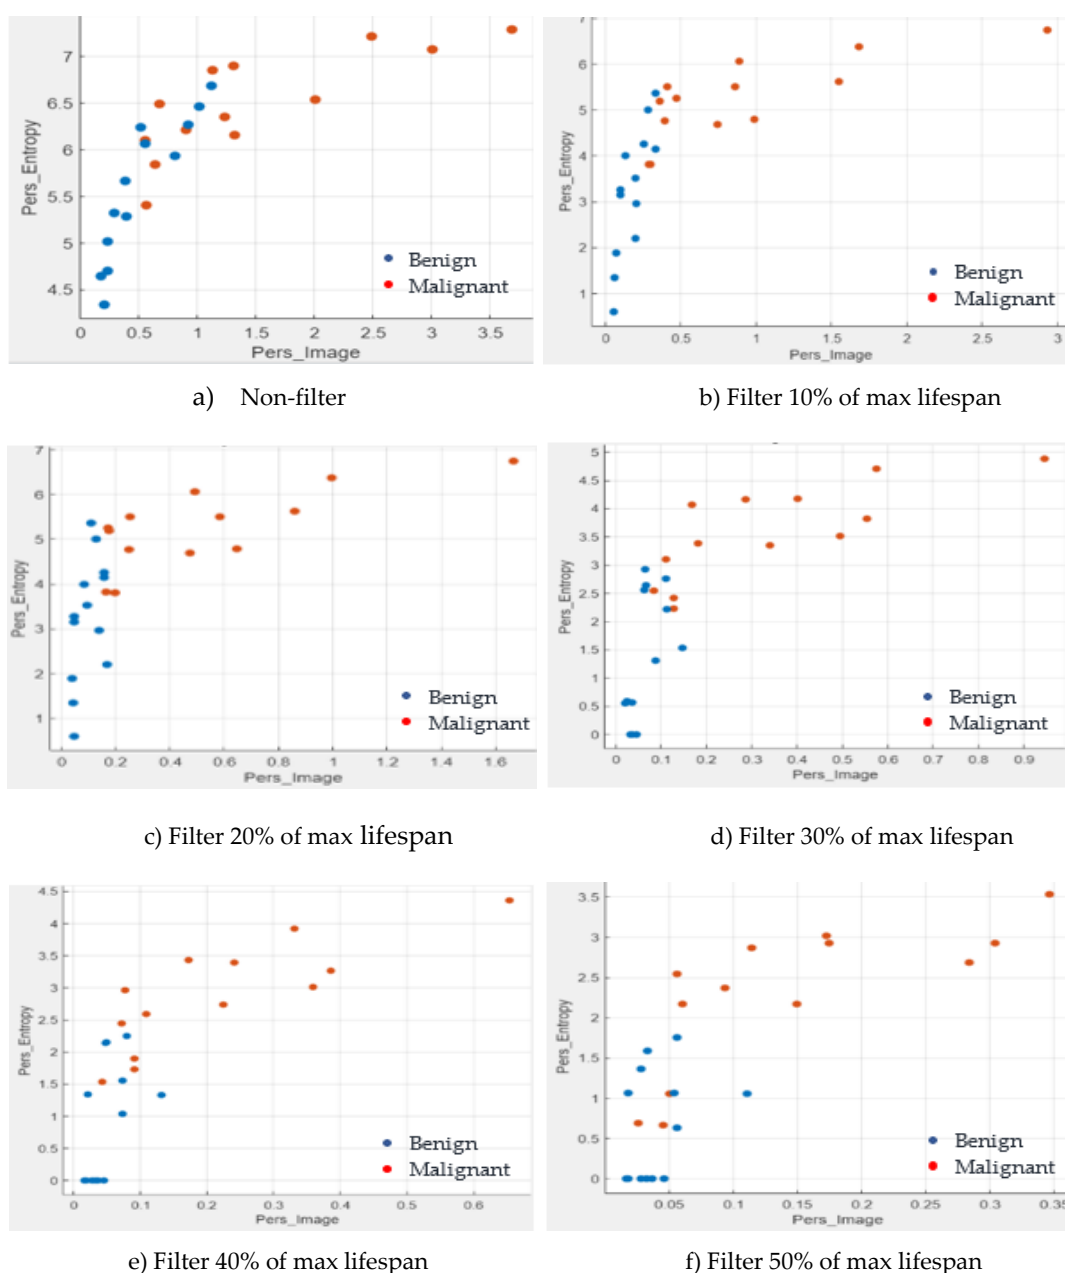 7
6.5
6
5.5
5
4.5
Pers_Entropy
Benign
Malignant
0 0.5 1 1.5 2 2.5 3 3.5
Pers_Image
a) Non-filter
7
6
5
4
3
2
1
Pers_Entropy
Benign
Malignant
0 0.5 1 1.5 2 2.5 3
Pers_Image
b) Filter 10% of max lifespan
7
6
5
4
3
2
1
Pers_Entropy
Benign
Malignant
0 0.2 0.4 0.6 0.8 1 1.2 1.4 1.6
Pers_Image
c) Filter 20% of max lifespan
5
4.5
4
3.5
3
2.5
2
1.5
1
0.5
0
Pers_Entropy
Benign
Malignant
0 0.1 0.2 0.3 0.4 0.5 0.6 0.7 0.8 0.9
Pers_Image
d) Filter 30% of max lifespan
4.5
4
3.5
3
2.5
2
1.5
1
0.5
0
Pers_Entropy
Benign
Malignant
0 0.1 0.2 0.3 0.4 0.5 0.6
Pers_Image
e) Filter 40% of max lifespan
3.5
3
2.5
2
1.5
1
0.5
0
Pers_Entropy
Benign
Malignant
0.05 0.1 0.15 0.2 0.25 0.3 0.35
Pers_Image
f) Filter 50% of max lifespan